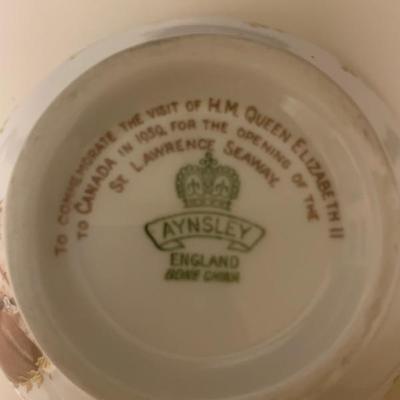 TO COMMEMORATE THE VISIT OF H.M. QUEEN ELIZABETH II
TO CANADA IN 1959, FOR THE OPENING OF THE
ST LAWRENCE SEAWAY.
AYNSLEY
ENGLAND
BONE CHINA